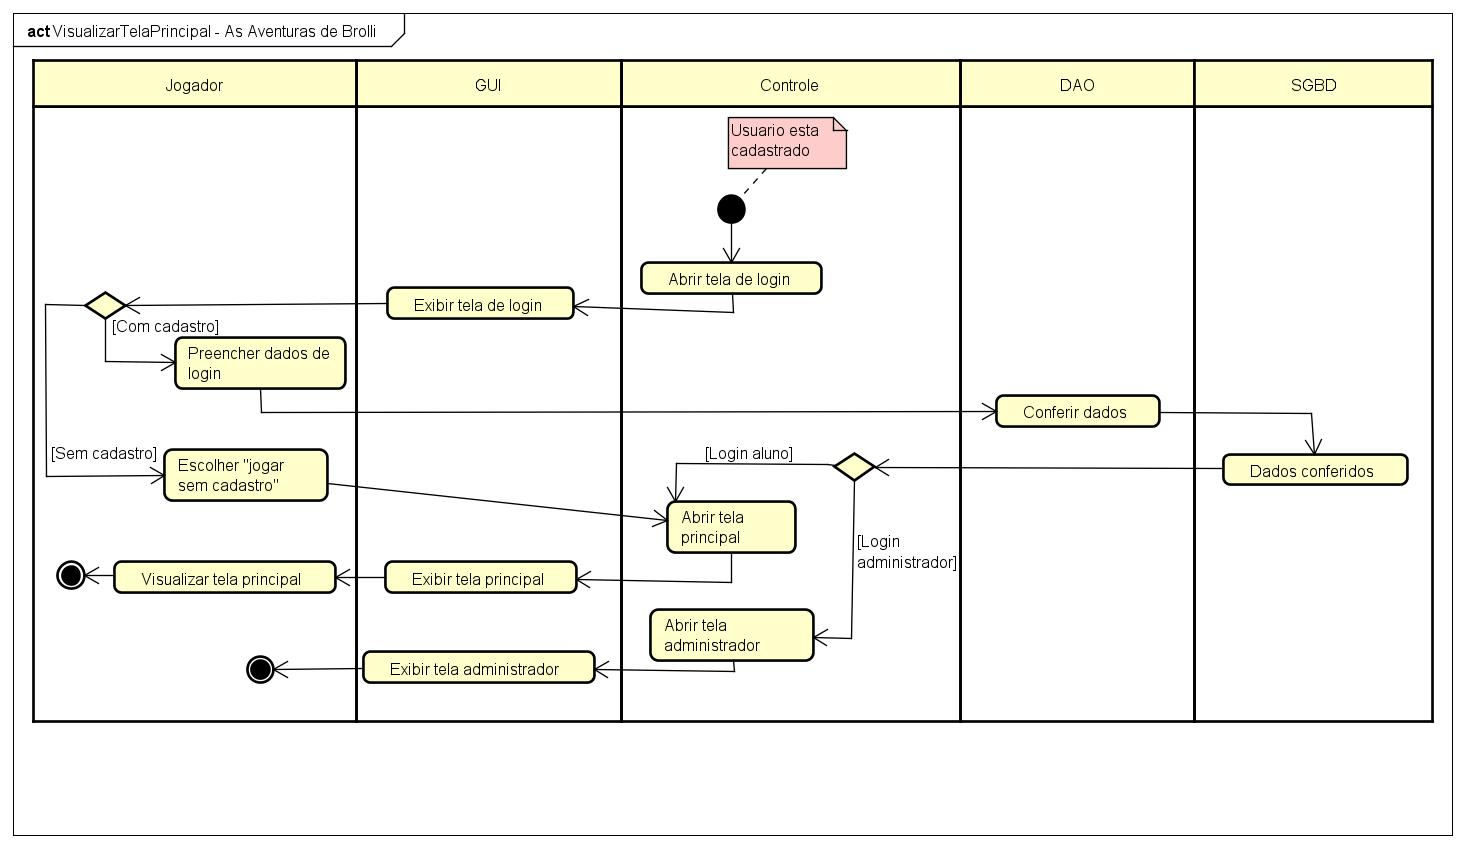 act VisualizarTelaPrincipal - As Aventuras de Brolli
Jogador
GUI
Controle
DAO
SGBD
Usuario esta
cadastrado
Abrir tela de login
Exibir tela de login
[Com cadastro]
Preencher dados de
login
Conferir dados
[Sem cadastro]
Escolher "jogar
sem cadastro"
[Login aluno]
Dados conferidos
Abrir tela
principal
[Login
administrador]
Visualizar tela principal
Exibir tela principal
Abrir tela
administrador
Exibir tela administrador